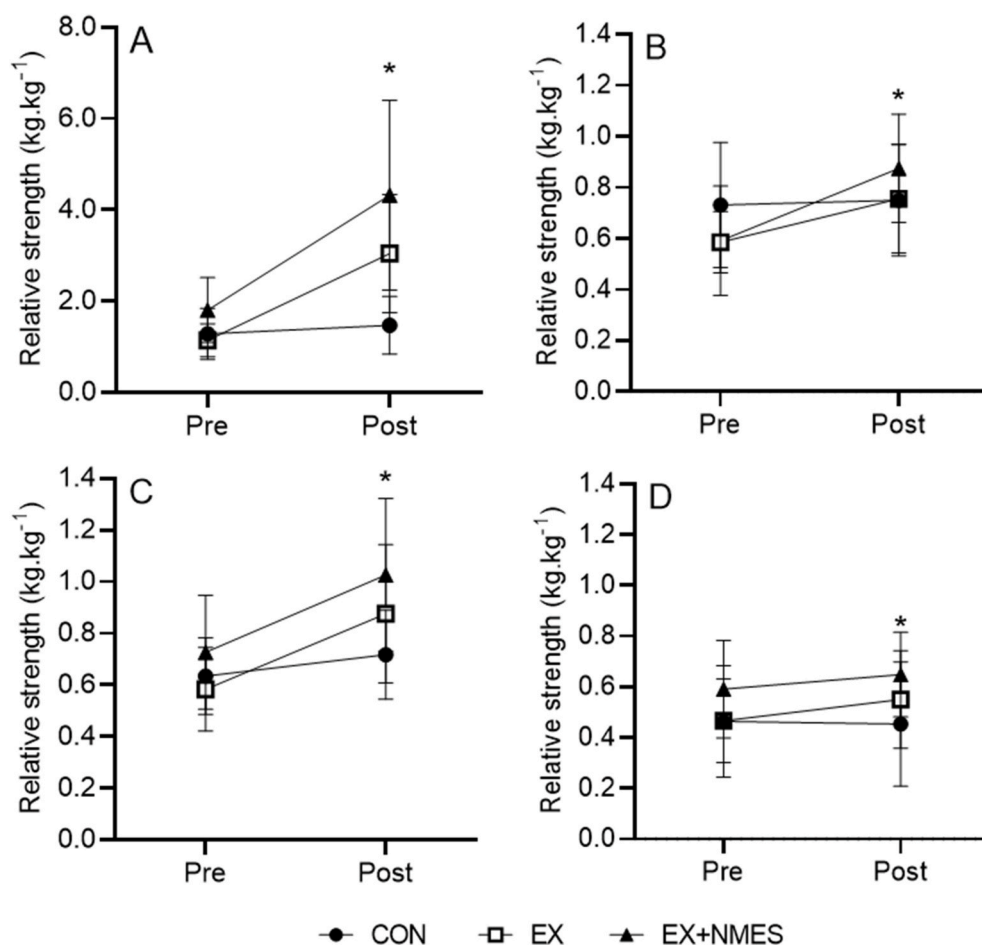 A
Relative strength (kg.kg⁻¹)
8.0
6.0
4.0
2.0
0.0
*
Pre Post
B
Relative strength (kg.kg⁻¹)
1.4
1.2
1.0
0.8
0.6
0.4
0.2
0.0
*
Pre Post
C
Relative strength (kg.kg⁻¹)
1.4
1.2
1.0
0.8
0.6
0.4
0.2
0.0
*
Pre Post
D
Relative strength (kg.kg⁻¹)
1.4
1.2
1.0
0.8
0.6
0.4
0.2
0.0
*
Pre Post
CON EX EX+NMES